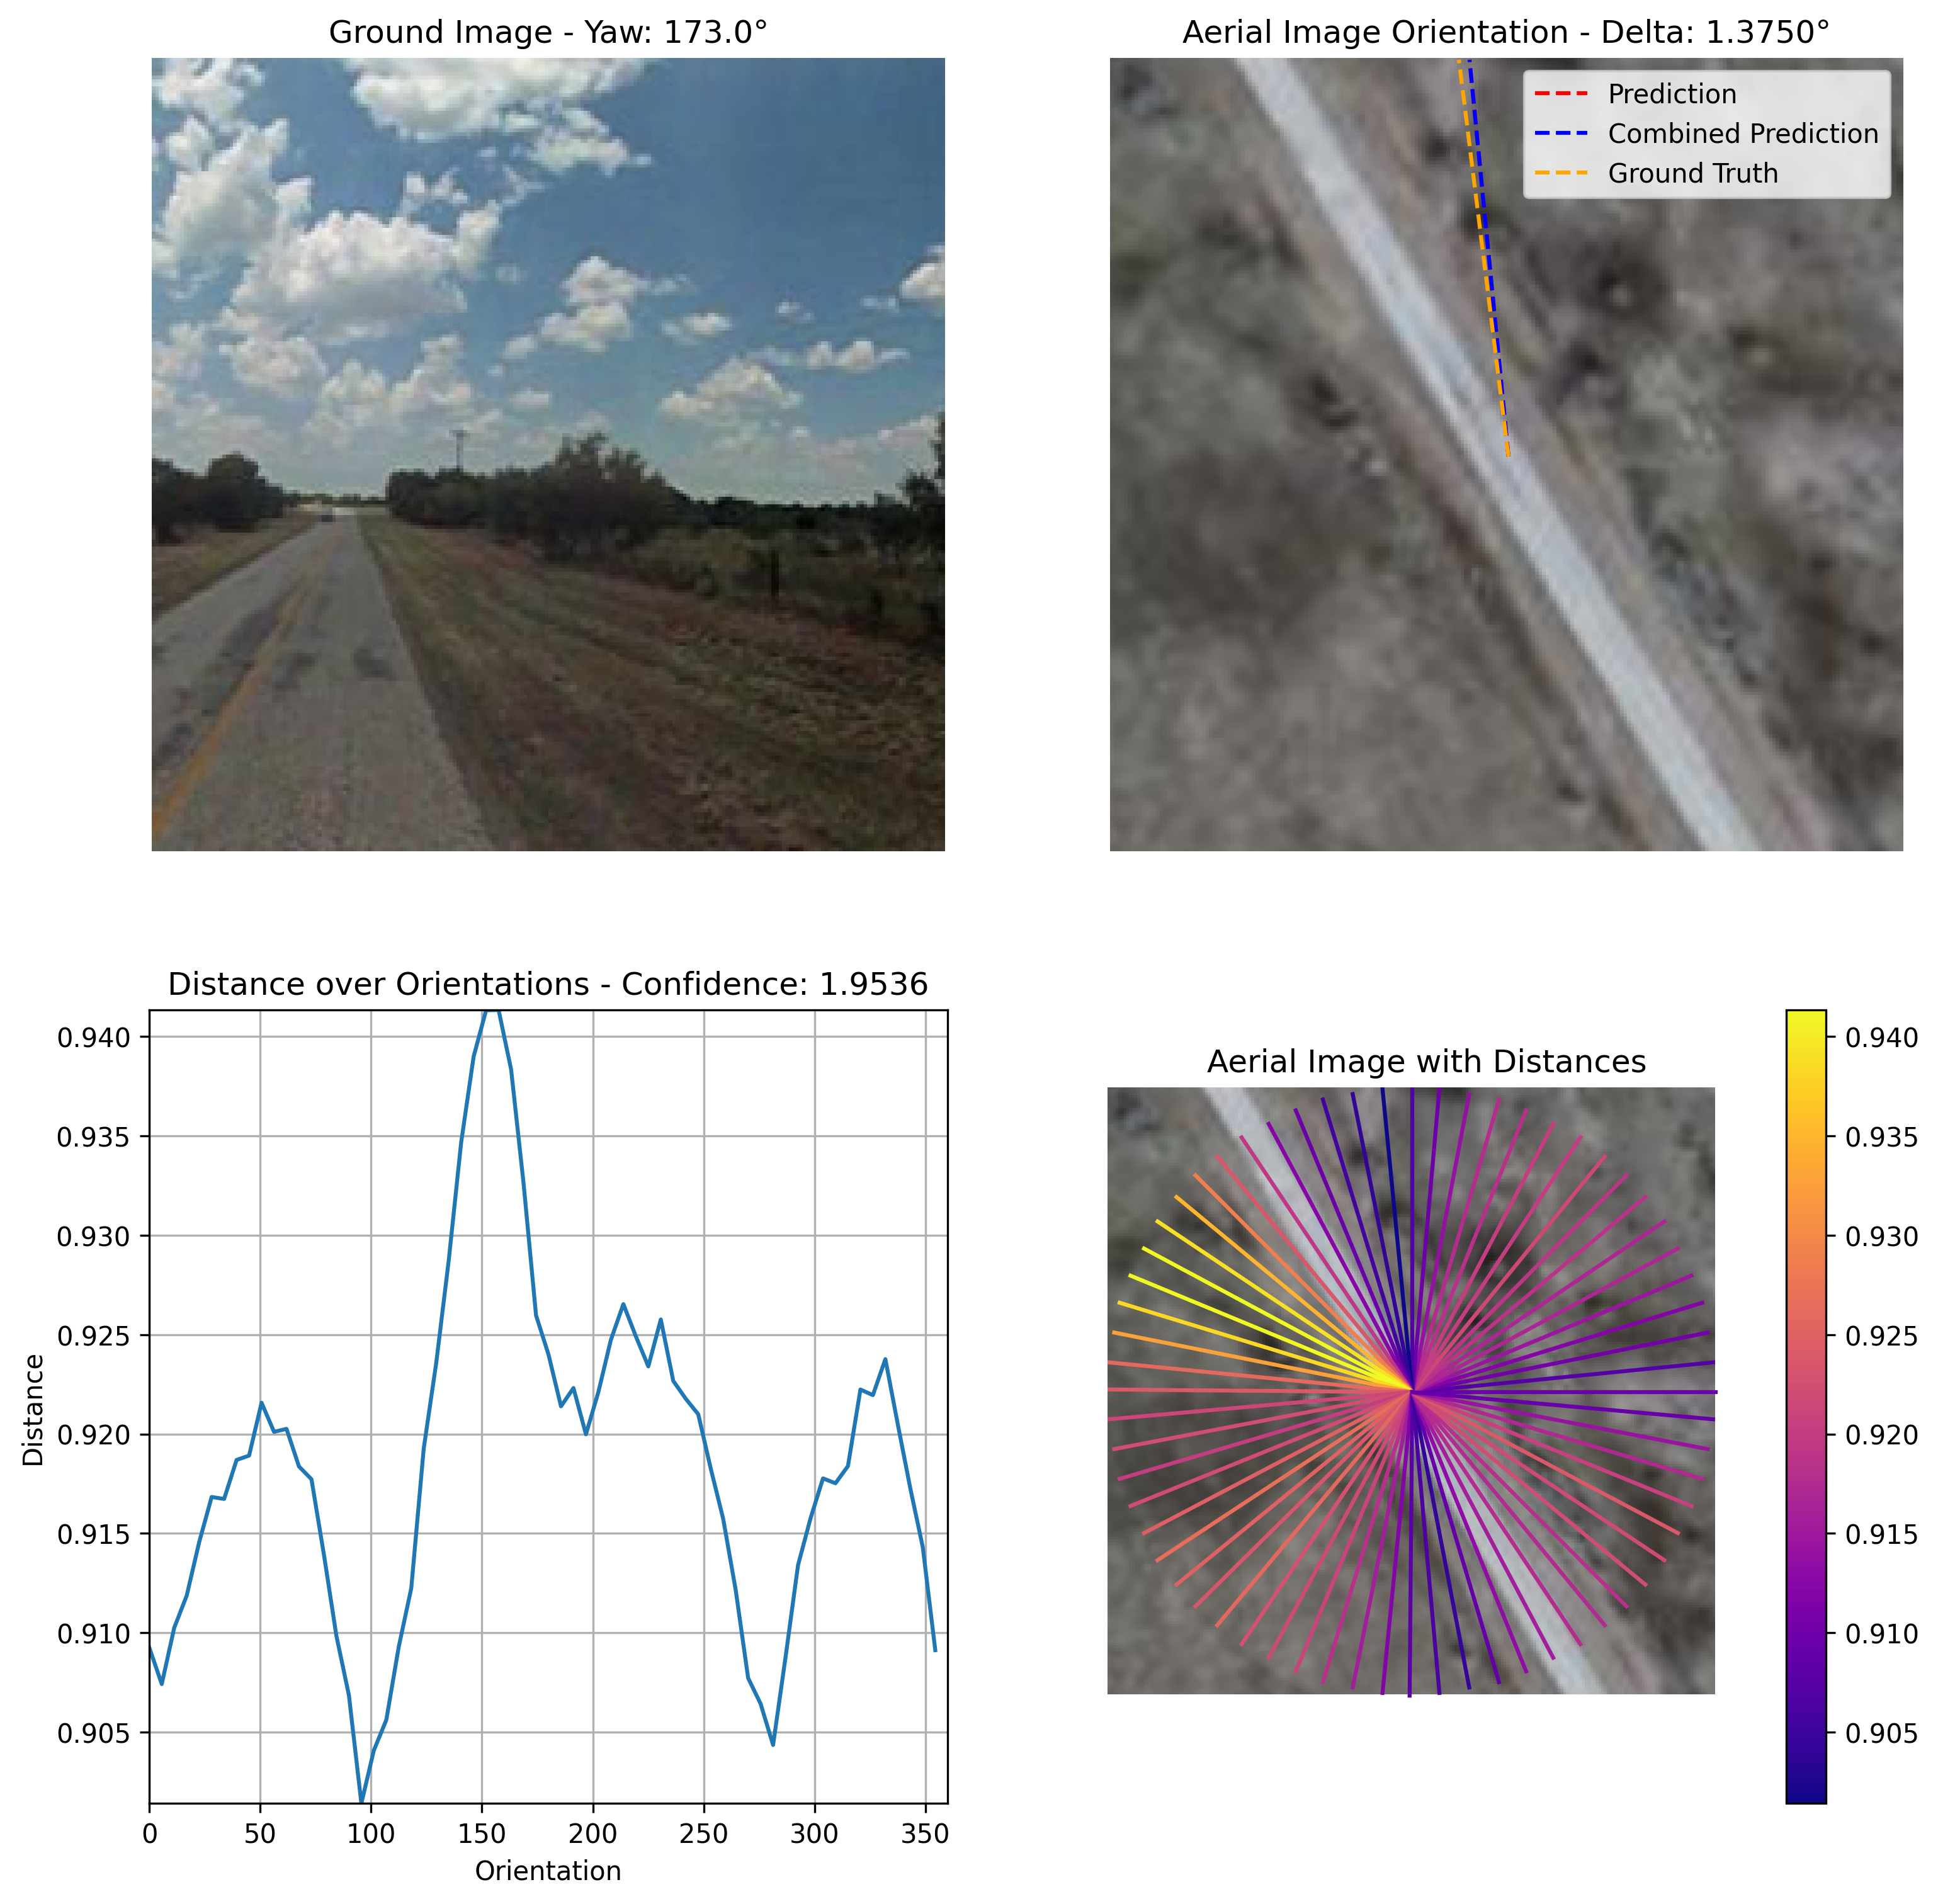 Ground Image - Yaw: 173.0°
Aerial Image Orientation - Delta: 1.3750°
Prediction
Combined Prediction
Ground Truth
Distance over Orientations - Confidence: 1.9536
0.940
0.935
0.930
0.925
0.920
0.915
0.910
0.905
Distance
0
50
100
150
200
250
300
350
Orientation
Aerial Image with Distances
0.940
0.935
0.930
0.925
0.920
0.915
0.910
0.905